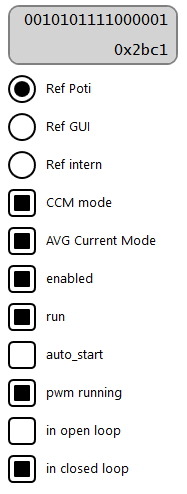 0010101111000001
0x2bc1
Ref Poti
Ref GUI
Ref intern
CCM mode
AVG Current Mode
enabled
run
auto_start
pwm running
in open loop
in closed loop